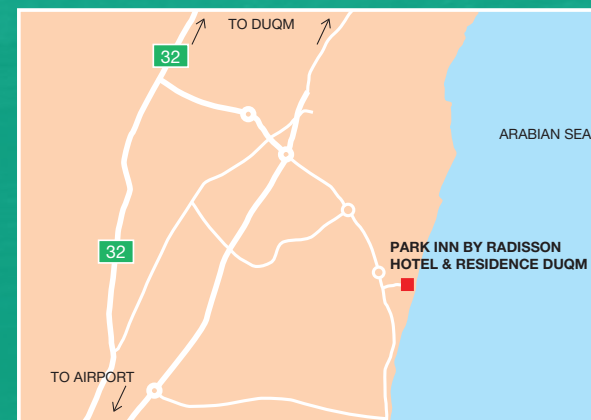 TO DUQM
32
ARABIAN SEA
PARK INN BY RADISSON
HOTEL & RESIDENCE DUQM
32
TO AIRPORT